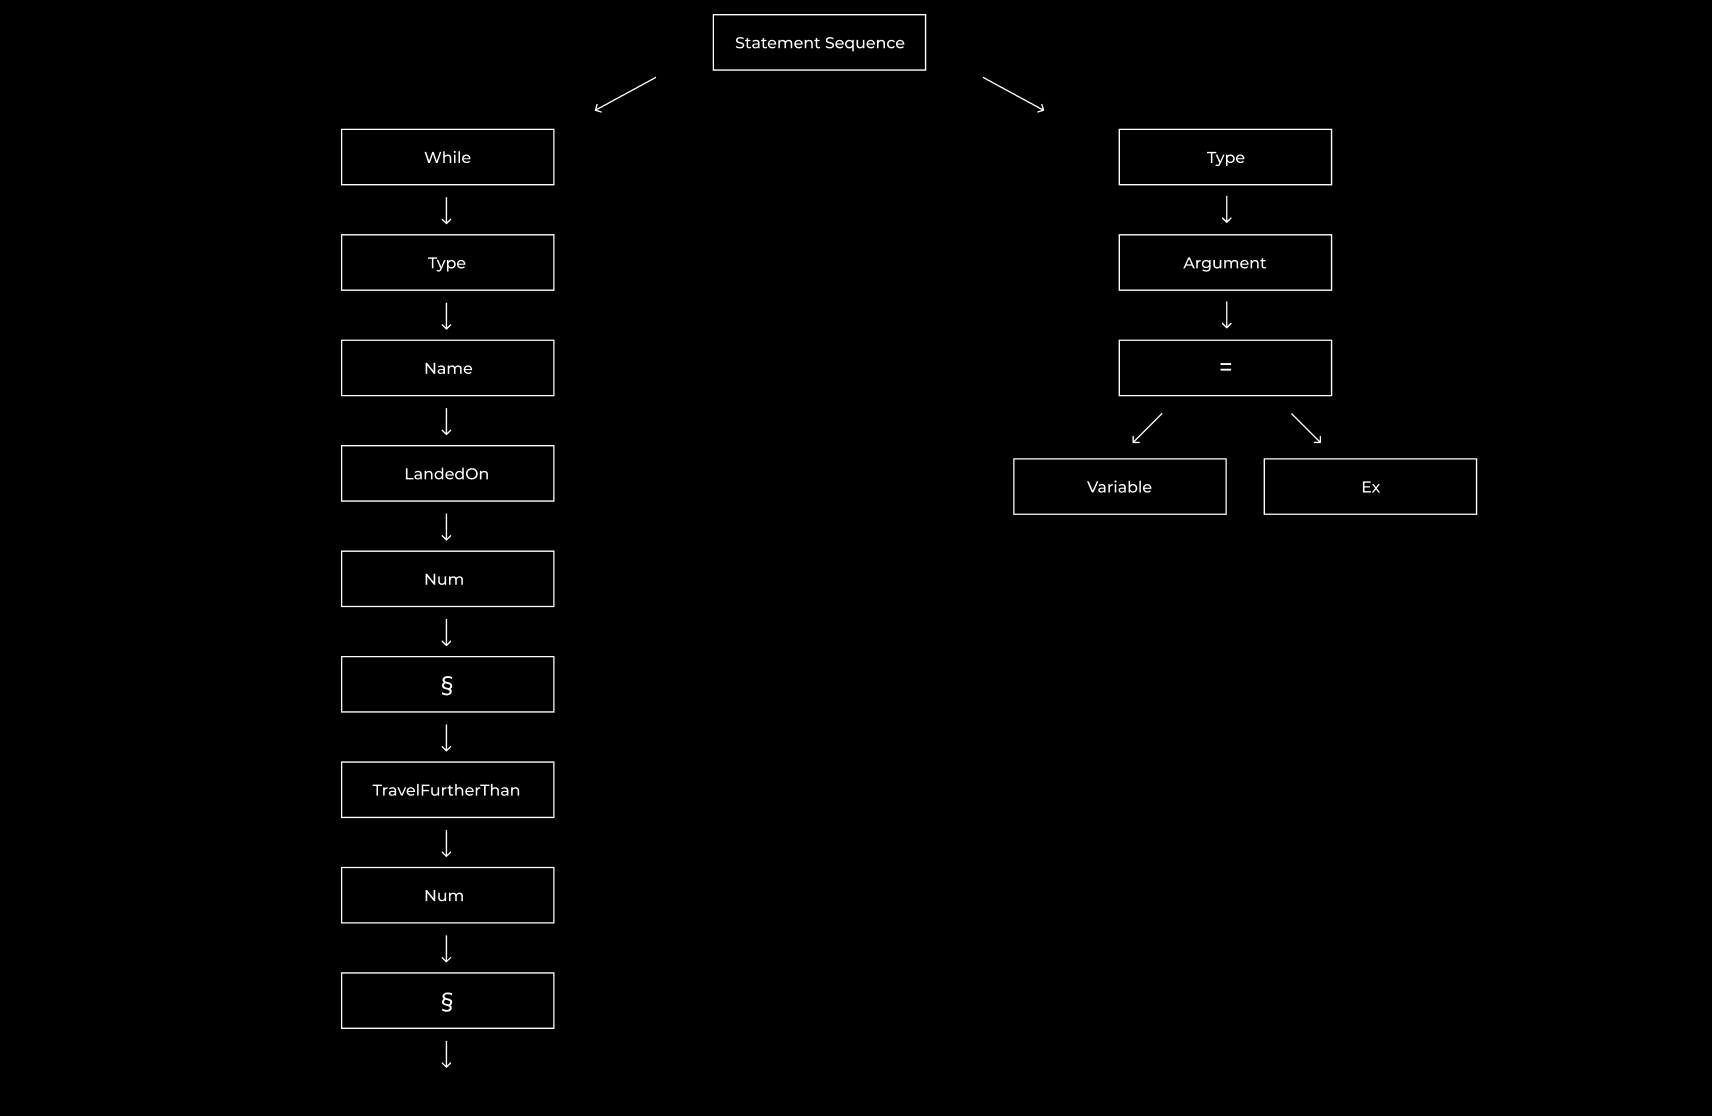 Statement Sequence
While
Type
Type
Argument
Name
=
LandedOn
Variable
Ex
Num
§
TravelFurtherThan
Num
§